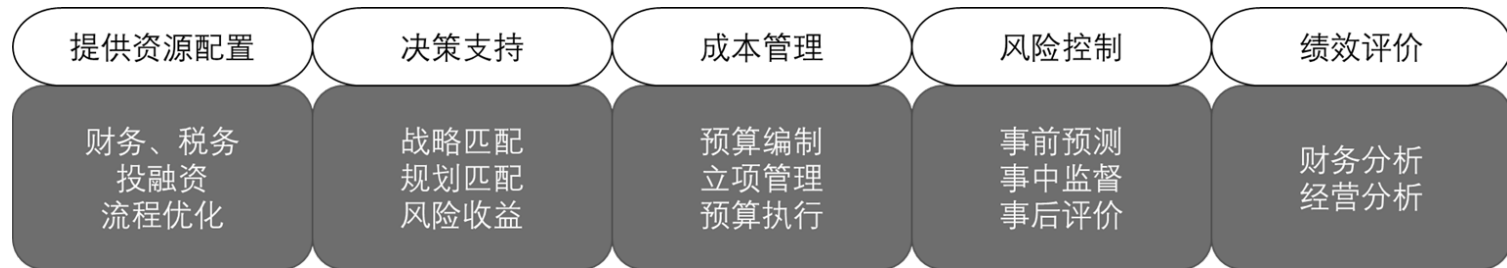 提供资源配置
财务、税务
投融资
流程优化
决策支持
战略匹配
规划匹配
风险收益
成本管理
预算编制
立项管理
预算执行
风险控制
事前预测
事中监督
事后评价
绩效评价
财务分析
经营分析